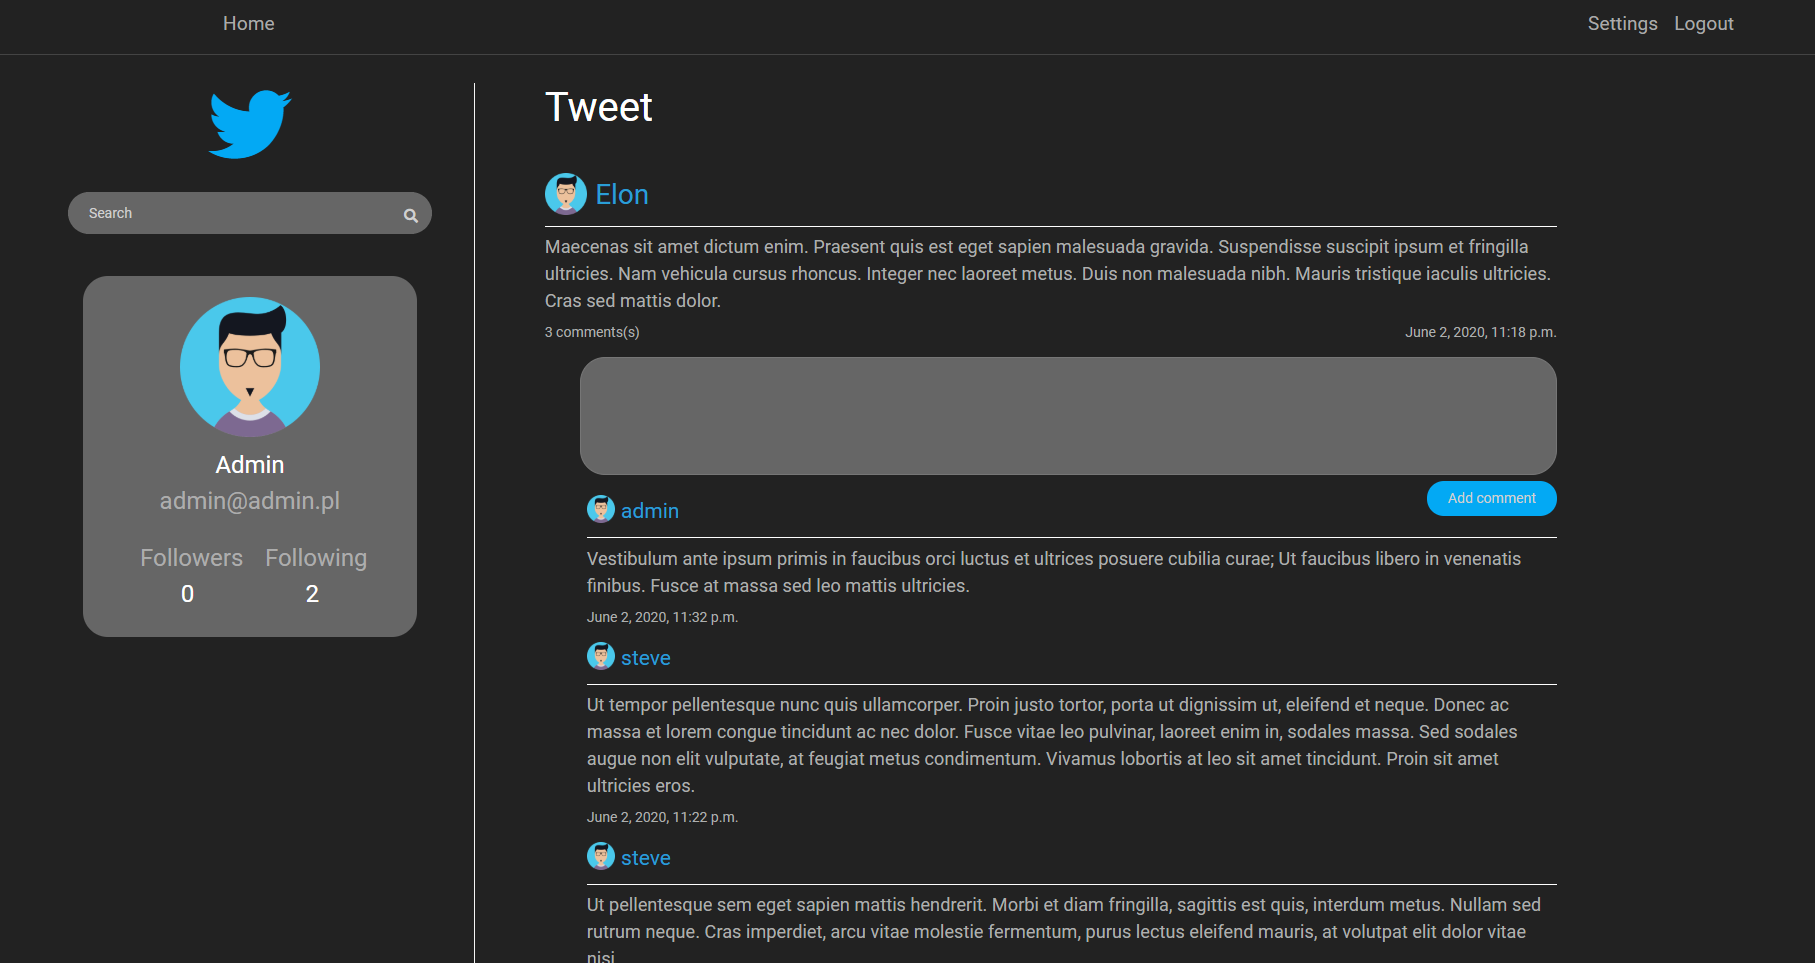 Home
Settings Logout
Search
Admin
admin@admin.pl
Followers Following
0 2
Tweet
Elon
Maecenas sit amet dictum enim. Praesent quis est eget sapien malesuada gravida. Suspendisse suscipit ipsum et fringilla
ultricies. Nam vehicula cursus rhoncus. Integer nec laoreet metus. Duis non malesuada nibh. Mauris tristique iaculis ultricies.
Cras sed mattis dolor.
3 comments(s) June 2, 2020, 11:18 p.m.
Add comment
admin
Vestibulum ante ipsum primis in faucibus orci luctus et ultrices posuere cubilia curae; Ut faucibus libero in venenatis
finibus. Fusce at massa sed leo mattis ultricies.
June 2, 2020, 11:32 p.m.
steve
Ut tempor pellentesque nunc quis ullamcorper. Proin justo tortor, porta ut dignissim ut, eleifend et neque. Donec ac
massa et lorem congue tincidunt ac nec dolor. Fusce vitae leo pulvinar, laoreet enim in, sodales massa. Sed sodales
augue non elit vulputate, at feugiat metus condimentum. Vivamus lobortis at leo sit amet tincidunt. Proin sit amet
ultricies eros.
June 2, 2020, 11:22 p.m.
steve
Ut pellentesque sem eget sapien mattis hendrerit. Morbi et diam fringilla, sagittis est quis, interdum metus. Nullam sed
rutrum neque. Cras imperdiet, arcu vitae molestie fermentum, purus lectus eleifend mauris, at volutpat elit dolor vitae
nisi